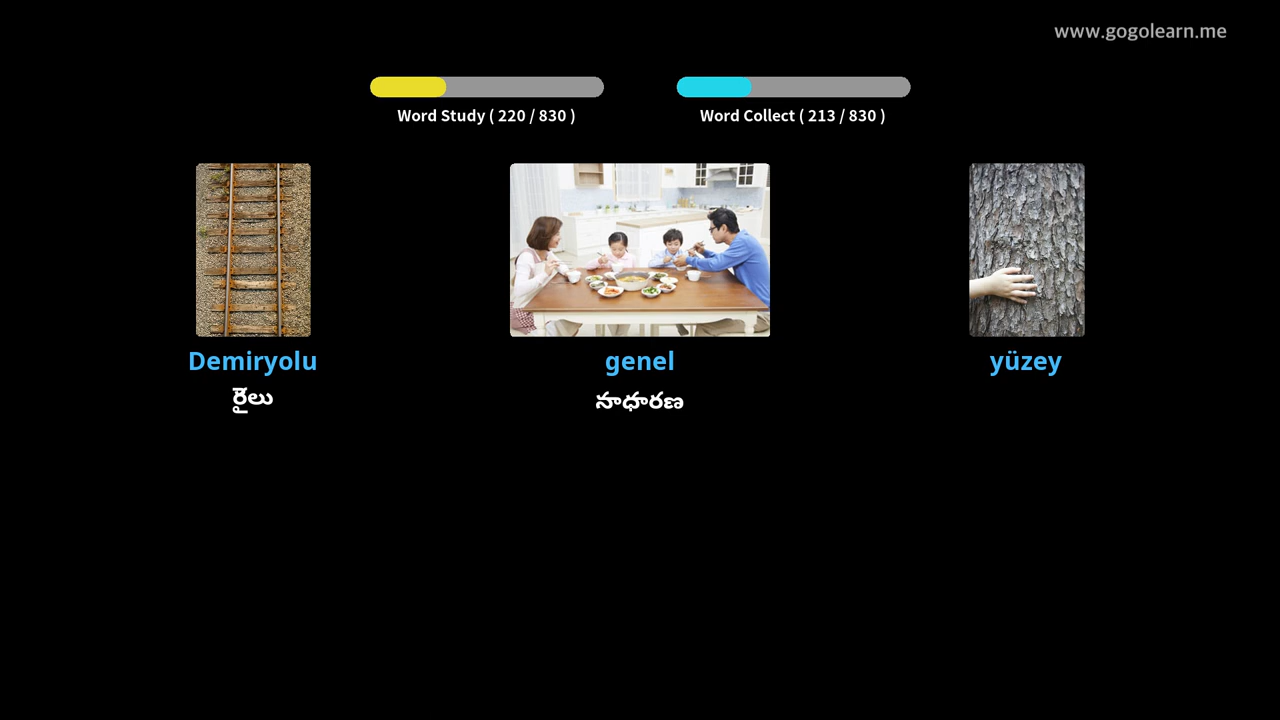 www.gogolearn.me
Word Study ( 220 / 830 )
Word Collect ( 213 / 830 )
Demiryolu
genel
yüzey
రైలు
సాధారణ